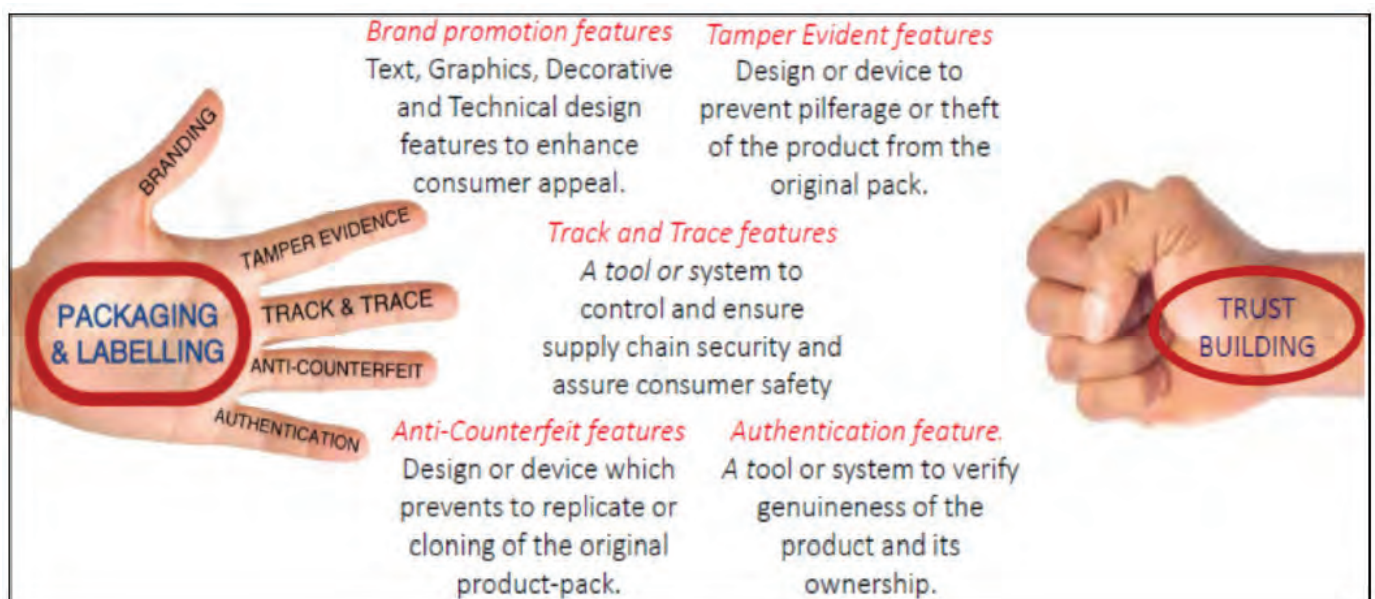 BRANDING
TAMPER EVIDENCE
TRACK & TRACE
ANTI-COUNTERFEIT
AUTHENTICATION
PACKAGING
& LABELLING
Brand promotion features
Text, Graphics, Decorative
and Technical design
features to enhance
consumer appeal.
Tamper Evident features
Design or device to
prevent pilferage or theft
of the product from the
original pack.
Track and Trace features
A tool or system to
control and ensure
supply chain security and
assure consumer safety
Anti-Counterfeit features
Design or device which
prevents to replicate or
cloning of the original
product-pack.
Authentication feature.
A tool or system to verify
genuineness of the
product and its
ownership.
TRUST
BUILDING